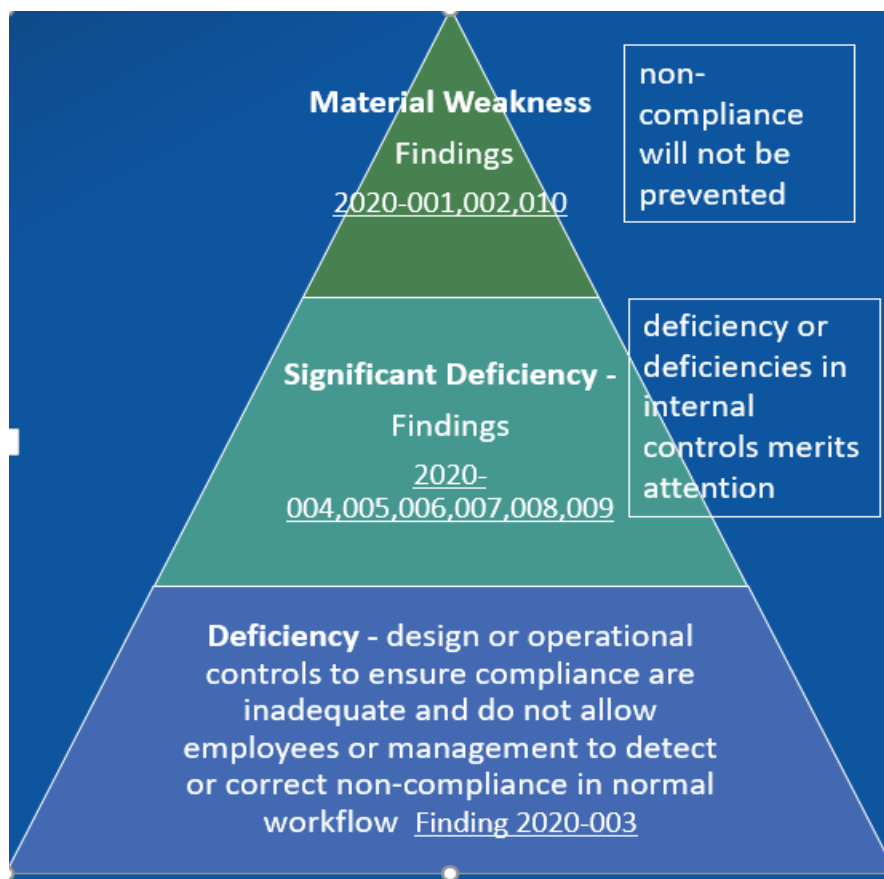 Material Weakness
Findings
2020-001,002,010
non-
compliance
will not be
prevented
Significant Deficiency -
Findings
2020-
004,005,006,007,008,009
deficiency or
deficiencies in
internal
controls merits
attention
Deficiency - design or operational
controls to ensure compliance are
inadequate and do not allow
employees or management to detect
or correct non-compliance in normal
workflow Finding 2020-003